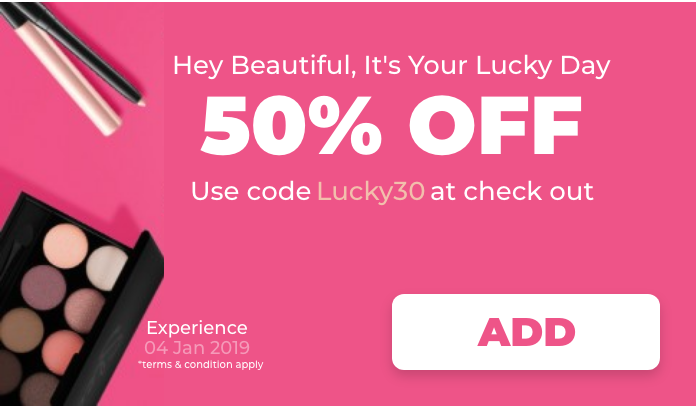 Hey Beautiful, It's Your Lucky Day
50% OFF
Use code Lucky30 at check out
Experience
04 Jan 2019
*terms & condition apply
ADD